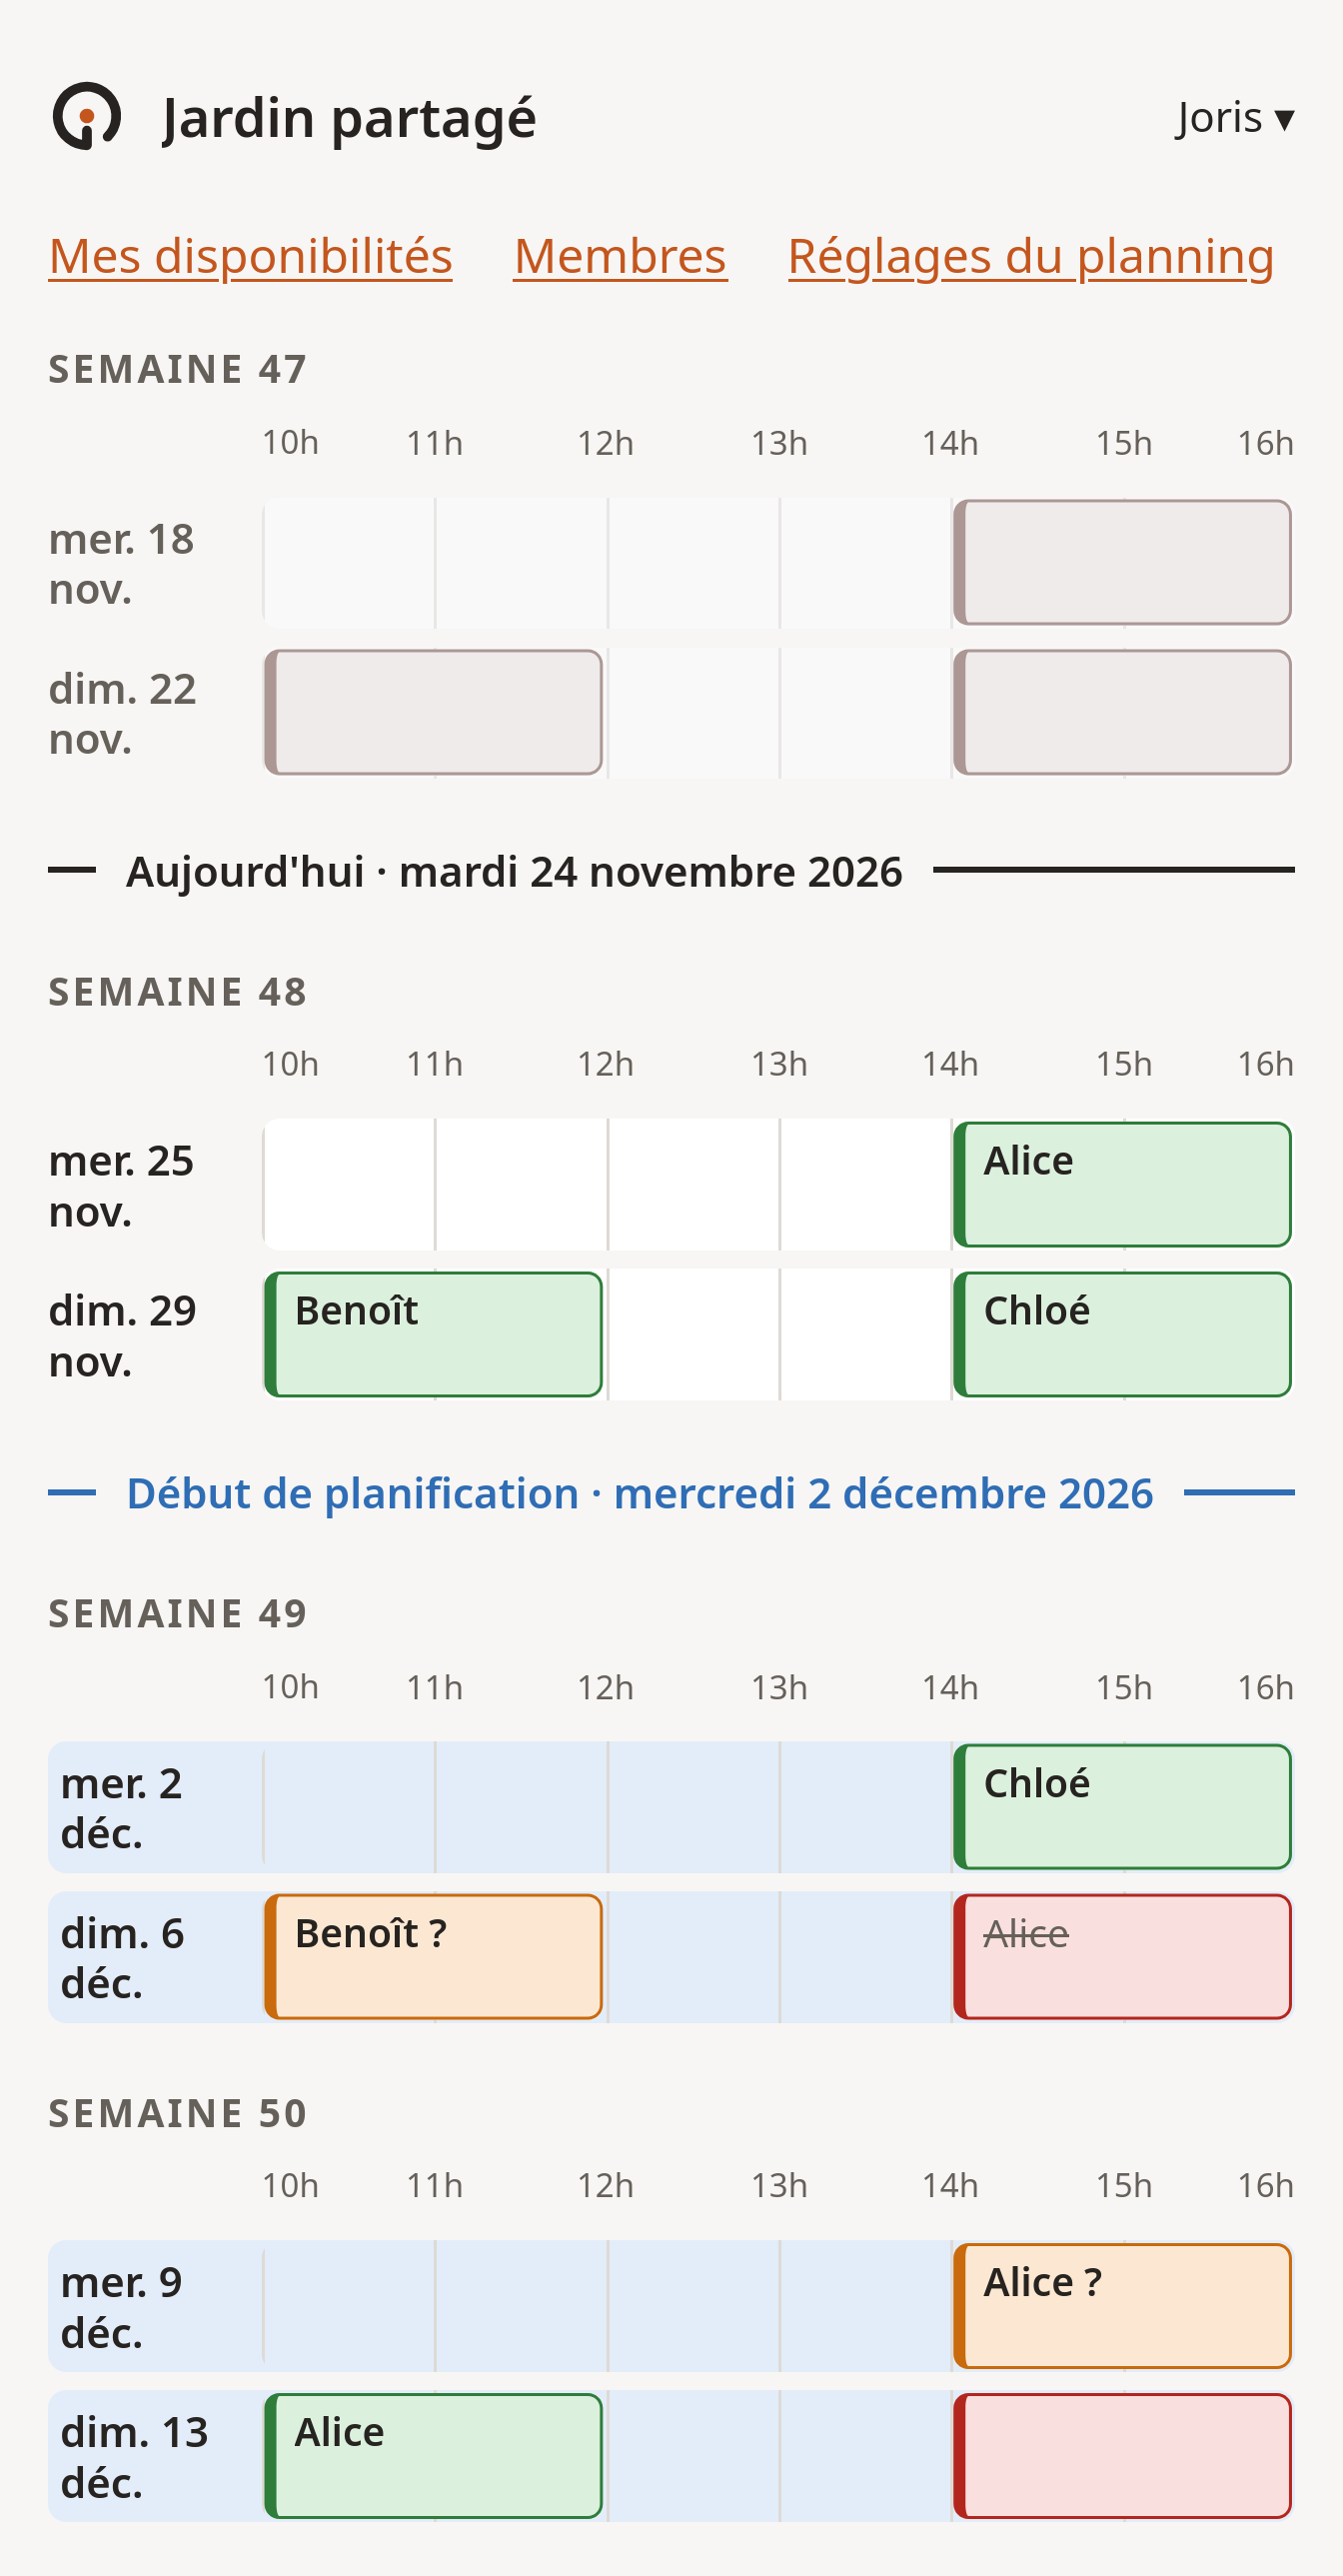 Jardin partagé
Joris ▾
Mes disponibilités Membres Réglages du planning
SEMAINE 47
10h 11h 12h 13h 14h 15h 16h
mer. 18
nov.
dim. 22
nov.
Aujourd'hui · mardi 24 novembre 2026
SEMAINE 48
10h 11h 12h 13h 14h 15h 16h
mer. 25
nov.
Alice
dim. 29
nov.
Benoît
Chloé
Début de planification · mercredi 2 décembre 2026
SEMAINE 49
10h 11h 12h 13h 14h 15h 16h
mer. 2
déc.
Chloé
dim. 6
déc.
Benoît ?
Alice
SEMAINE 50
10h 11h 12h 13h 14h 15h 16h
mer. 9
déc.
Alice ?
dim. 13
déc.
Alice